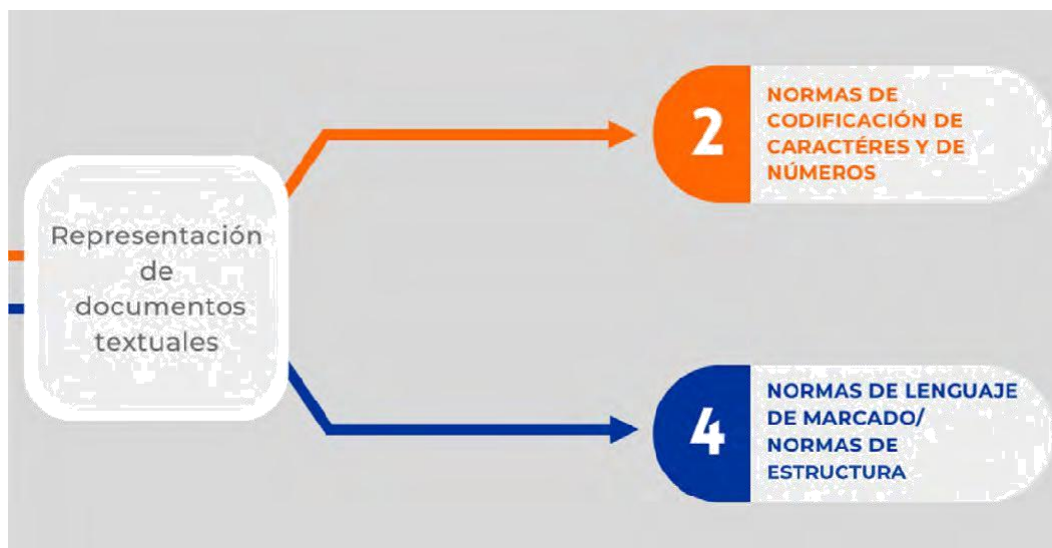 Representación
de
documentos
textuales
2
NORMAS DE
CODIFICACIÓN DE
CARACTÉRES Y DE
NÚMEROS
4
NORMAS DE LENGUAJE
DE MARCADO/
NORMAS DE
ESTRUCTURA